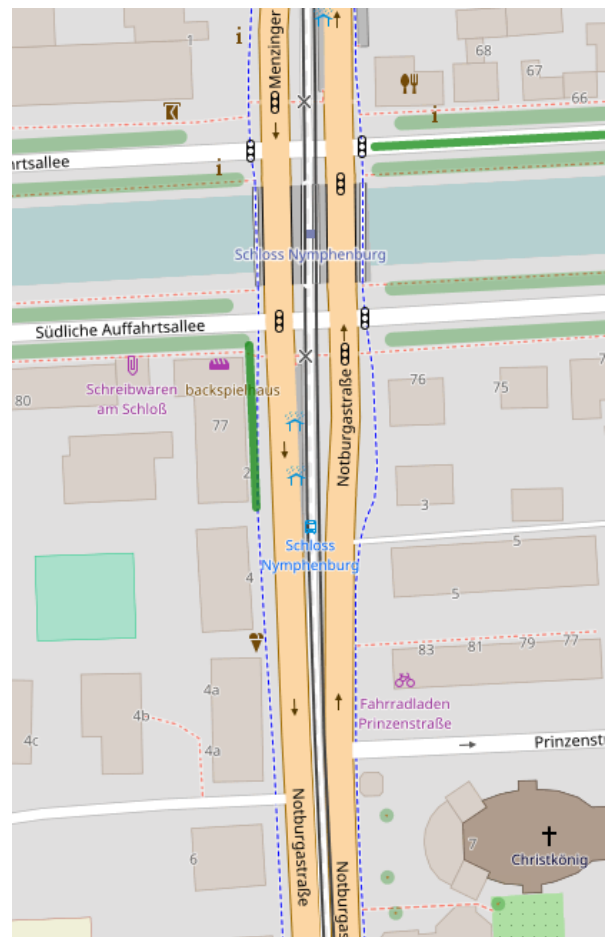 1
i
Menzinger
68
67
66
i
rtsallee
i
Schloss Nymphenburg
Südliche Auffahrtsallee
Schreibwaren
am Schloß
backspielhaus
80
77
2
76
75
7
Notburgastraße
3
Schloss
Nymphenburg
5
5
4
83
81
79
77
Fahrradladen
Prinzenstraße
4a
4b
4c
4a
Prinzenst
Notburgastraße
Notburgas
6
7
Christkönig